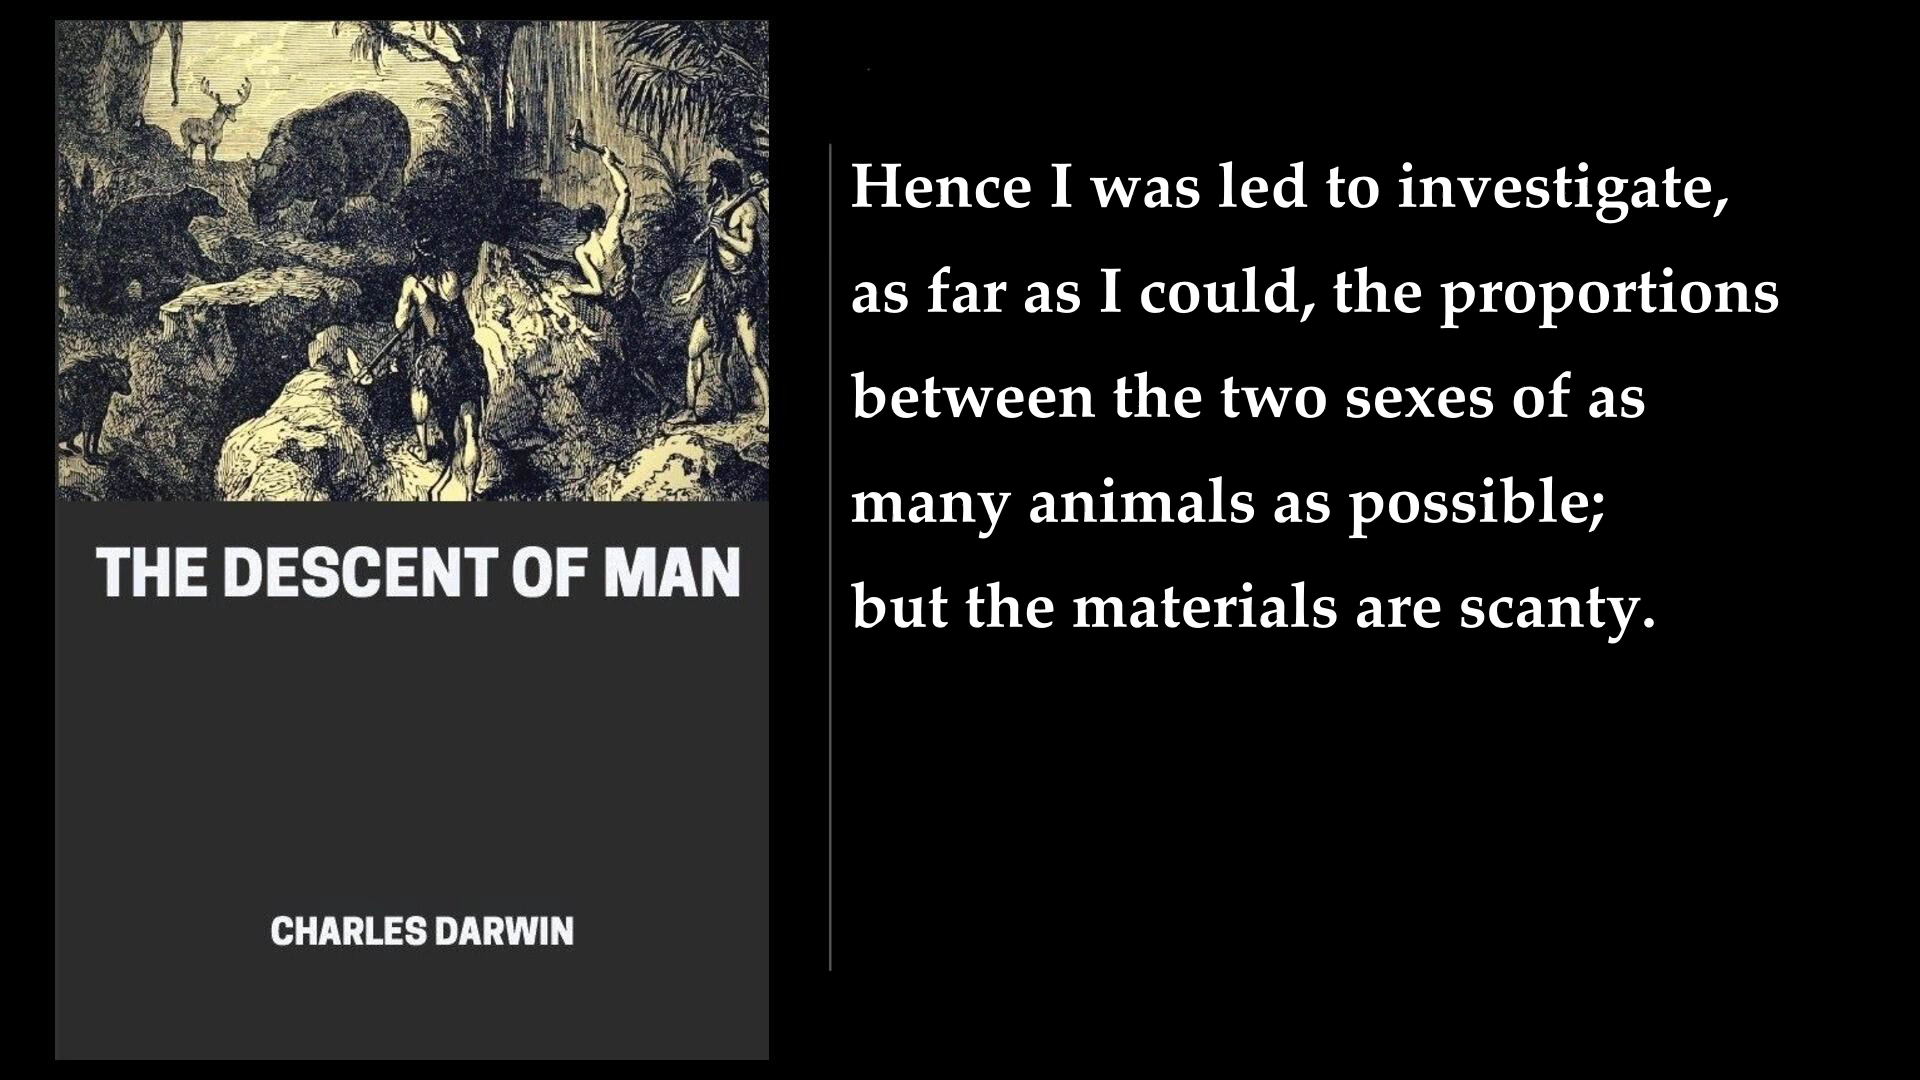 THE DESCENT OF MAN
CHARLES DARWIN
Hence I was led to investigate,
as far as I could, the proportions
between the two sexes of as
many animals as possible;
but the materials are scanty.